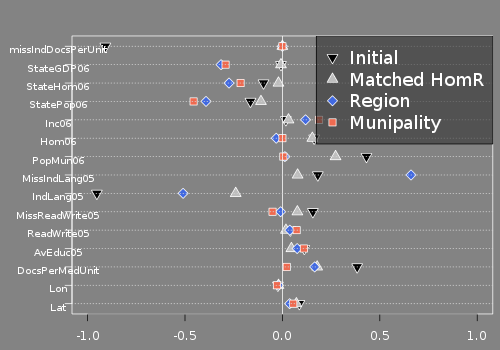 missIndDocsPerUnit
StateGDP06
StateHom06
StatePop06
Inc06
Hom06
PopMun06
MissIndLang05
IndLang05
MissReadWrite05
ReadWrite05
AvEduc05
DocsPerMedUnit
Lon
Lat
Initial
Matched HomR
Region
Munipality
-1.0 -0.5 0.0 0.5 1.0